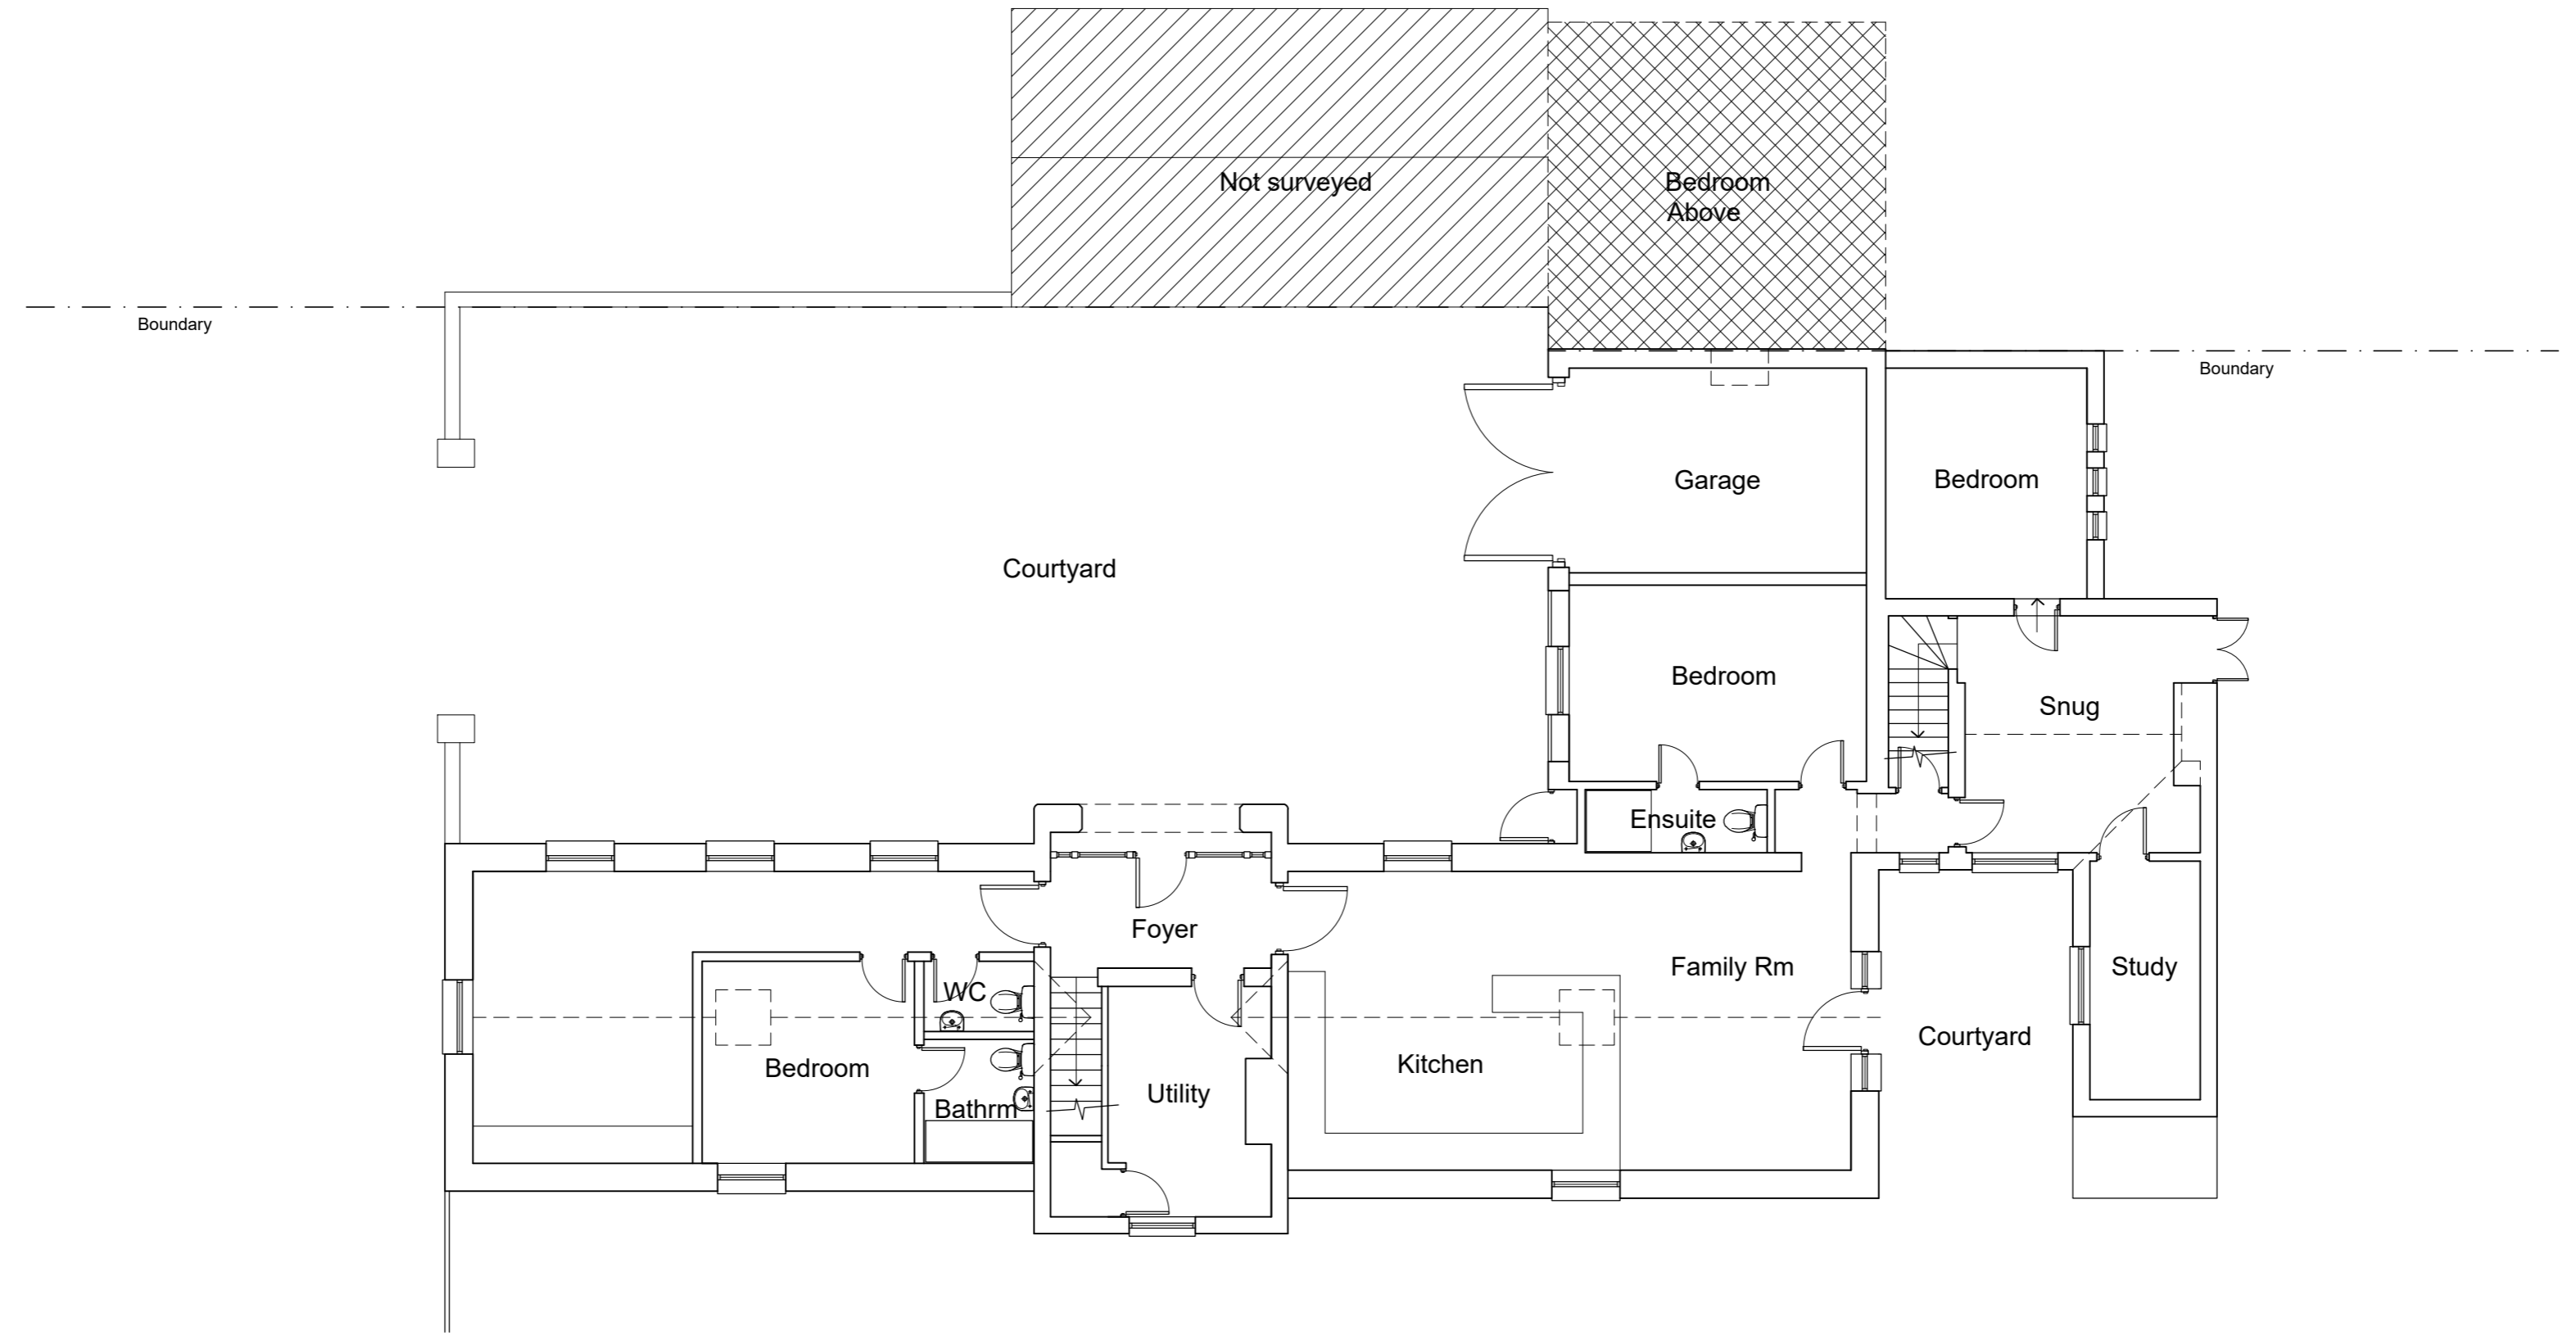 Not surveyed
Bedroom
Above
Boundary
Boundary
Garage
Bedroom
Courtyard
Bedroom
Snug
Ensuite
Foyer
Family Rm
Study
WC
Courtyard
Kitchen
Bedroom
Utility
Bathrm